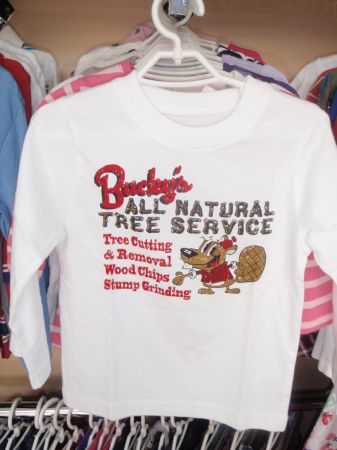 Bucky's
ALL NATURAL
TREE SERVICE
Tree Cutting
& Removal
Wood Chips
Stump Grinding